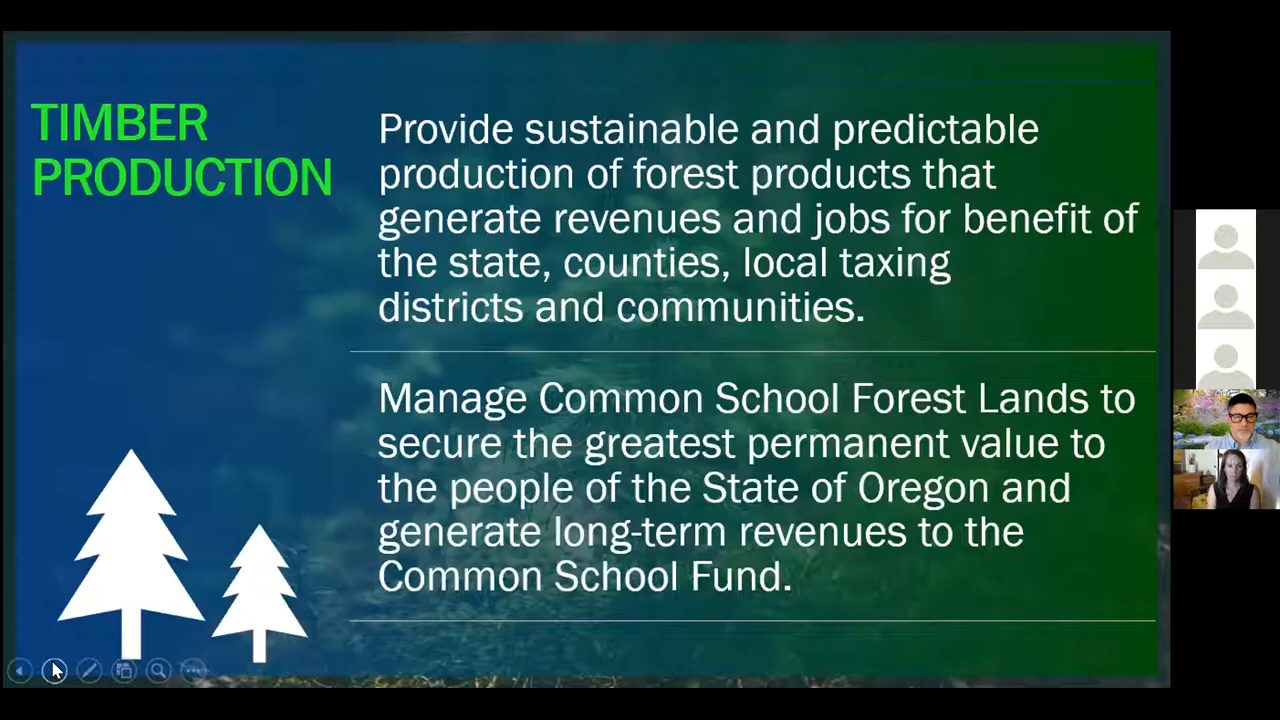 TIMBER
PRODUCTION
Provide sustainable and predictable
production of forest products that
generate revenues and jobs for benefit of
the state, counties, local taxing
districts and communities.
Manage Common School Forest Lands to
secure the greatest permanent value to
the people of the State of Oregon and
generate long-term revenues to the
Common School Fund.